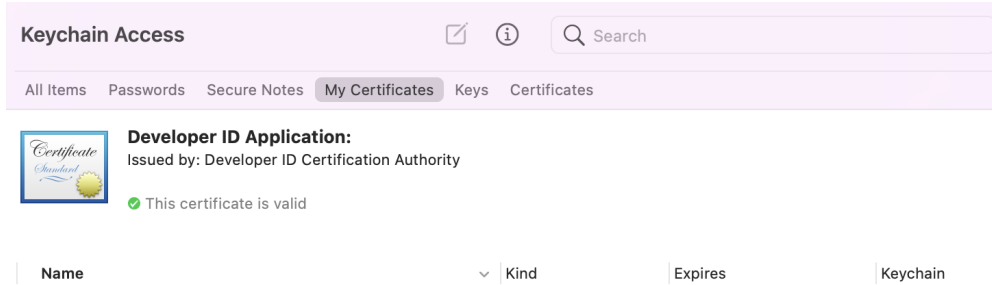 Keychain Access
Search
All Items Passwords Secure Notes My Certificates Keys Certificates
Certificate
Standard
Developer ID Application:
Issued by: Developer ID Certification Authority
This certificate is valid
Name Kind Expires Keychain